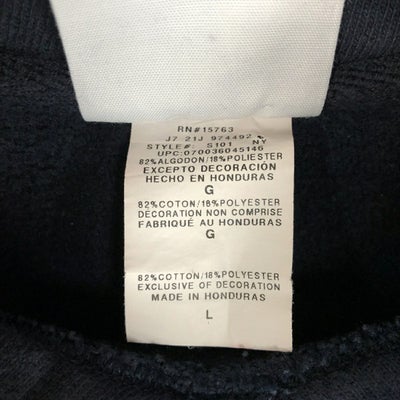 RN#15763
J7 21J 974492
STYLE#: S101 NY
UPC:070036045146
82%ALGODON/18%POLIESTER
EXCEPTO DECORACIÓN
HECHO EN HONDURAS
G
82%COTON/18%POLYESTER
DÉCORATION NON COMPRISE
FABRIQUÉ AU HONDURAS
G
82%COTTON/18%POLYESTER
EXCLUSIVE OF DECORATION
MADE IN HONDURAS
L